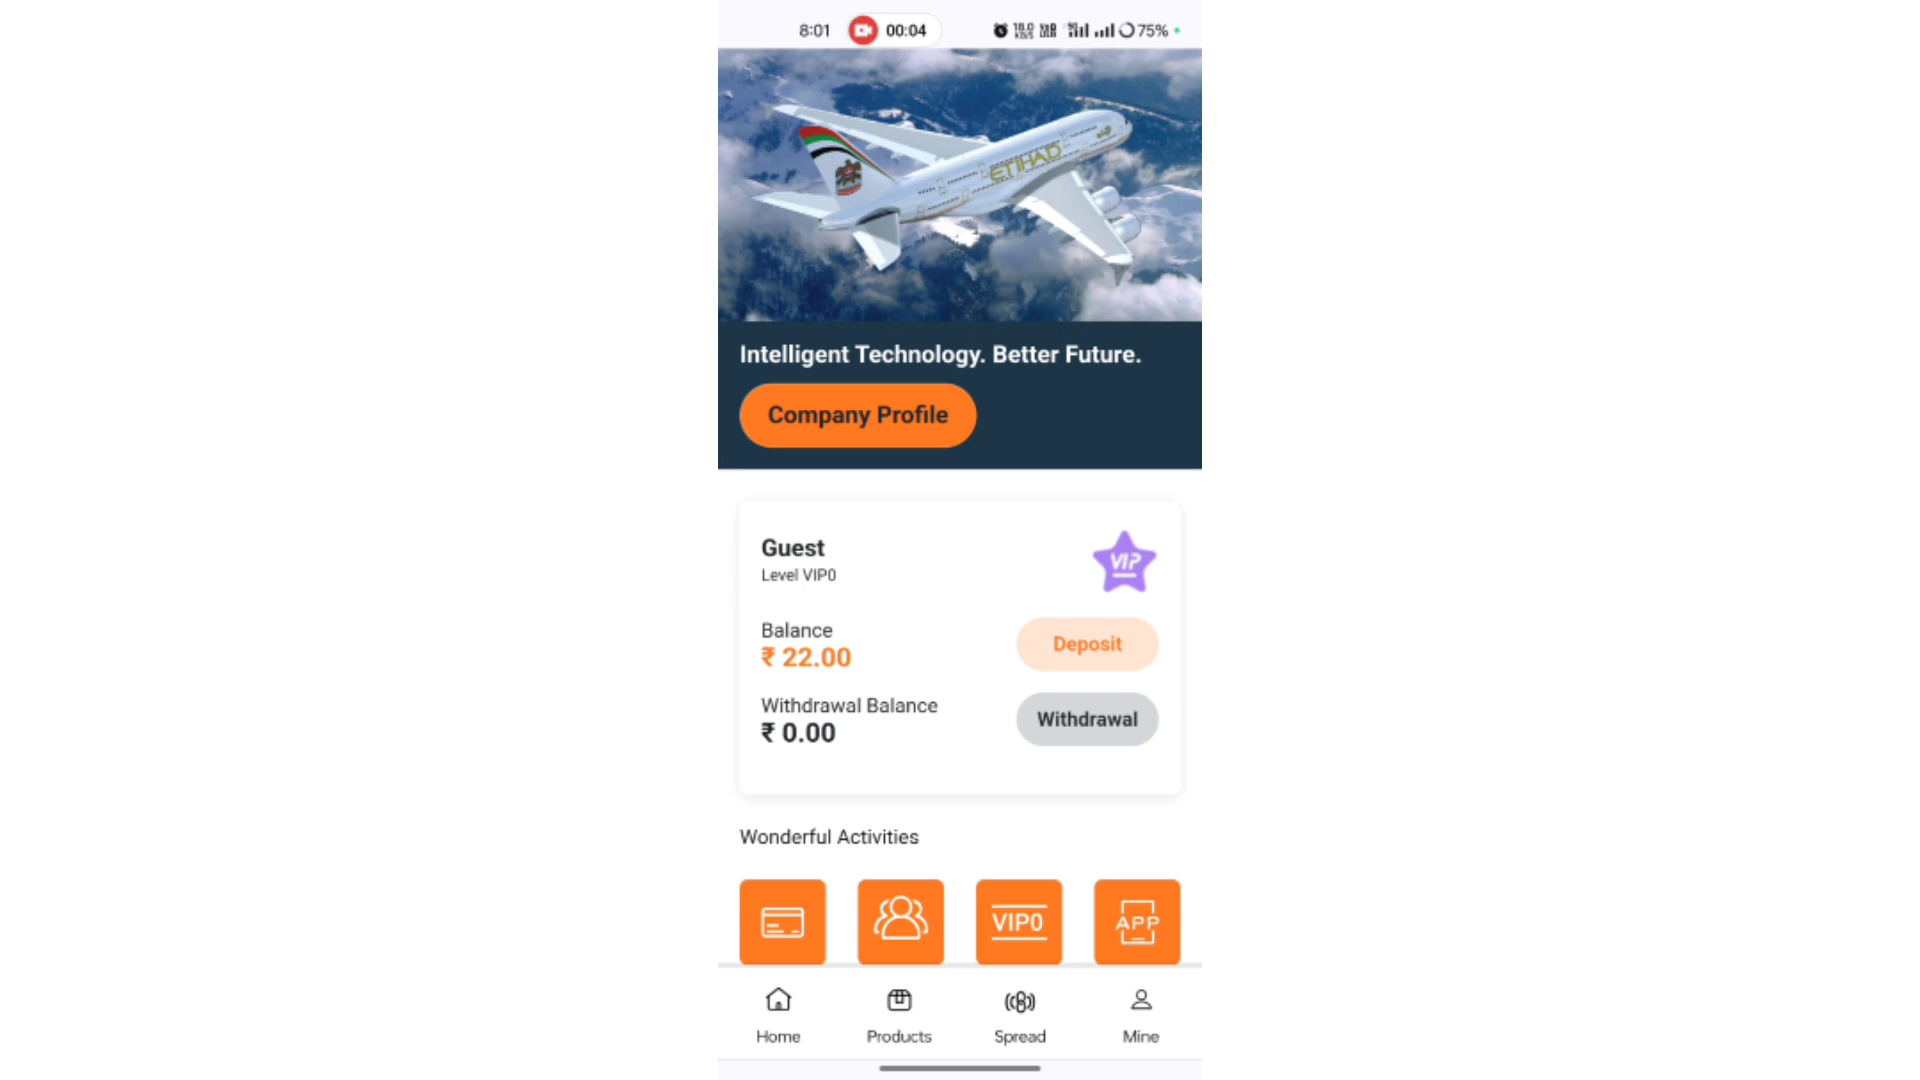 8:01 00:04 75%
ETIHAD
Intelligent Technology. Better Future.
Company Profile
Guest
Level VIP0
VIP
Balance
₹ 22.00
Deposit
Withdrawal Balance
₹ 0.00
Withdrawal
Wonderful Activities
VIP0
APP
Home Products Spread Mine